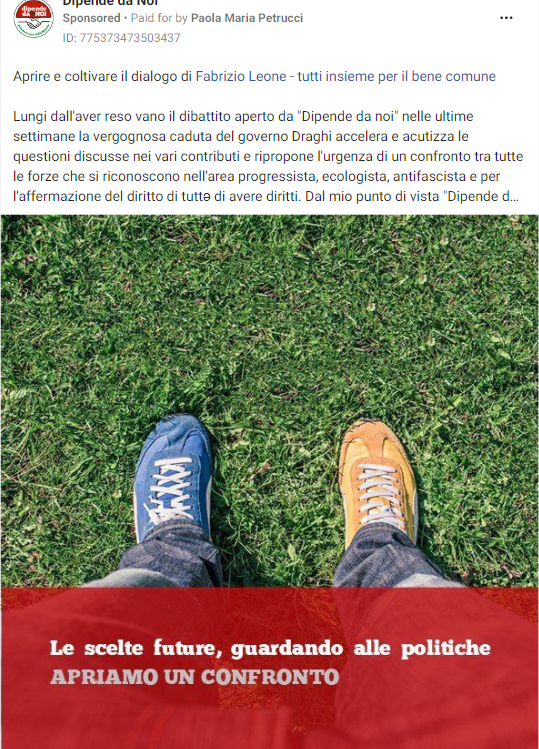 dipende
da NOI
Dipende da Noi
Sponsored • Paid for by Paola Maria Petrucci
ID: 775373473503437
Aprire e coltivare il dialogo di Fabrizio Leone - tutti insieme per il bene comune
Lungi dall'aver reso vano il dibattito aperto da "Dipende da noi" nelle ultime
settimane la vergognosa caduta del governo Draghi accelera e acutizza le
questioni discusse nei vari contributi e ripropone l'urgenza di un confronto tra tutte
le forze che si riconoscono nell'area progressista, ecologista, antifascista e per
l'affermazione del diritto di tuttə di avere diritti. Dal mio punto di vista "Dipende d...
Le scelte future, guardando alle politiche
APRIAMO UN CONFRONTO